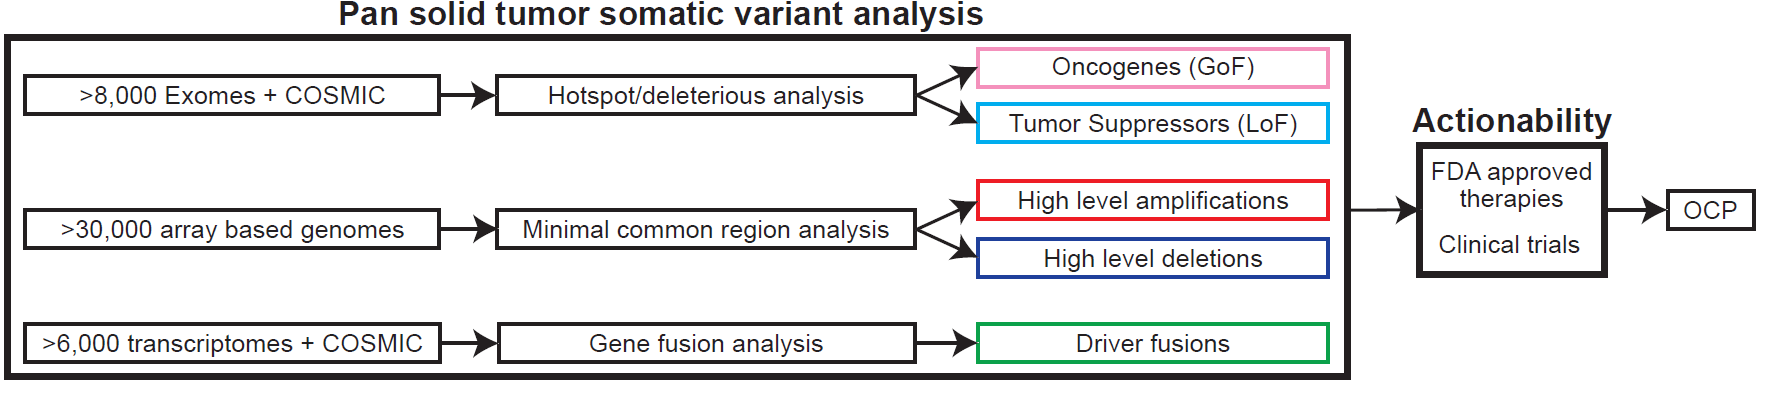 Pan solid tumor somatic variant analysis
>8,000 Exomes + COSMIC
Hotspot/deleterious analysis
Oncogenes (GoF)
Tumor Suppressors (LoF)
>30,000 array based genomes
Minimal common region analysis
High level amplifications
High level deletions
>6,000 transcriptomes + COSMIC
Gene fusion analysis
Driver fusions
Actionability
FDA approved
therapies
Clinical trials
OCP